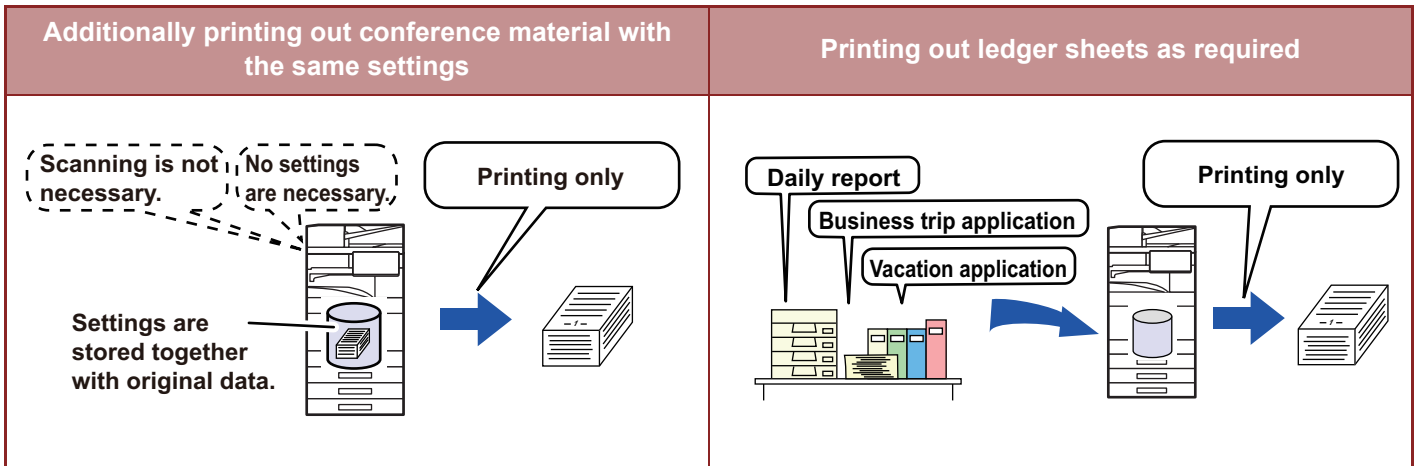 Additionally printing out conference material with
the same settings
Scanning is not
necessary.
No settings
are necessary.
Printing only
Settings are
stored together
with original data.
-1-
Printing out ledger sheets as required
Daily report
Business trip application
Vacation application
Printing only
-1-